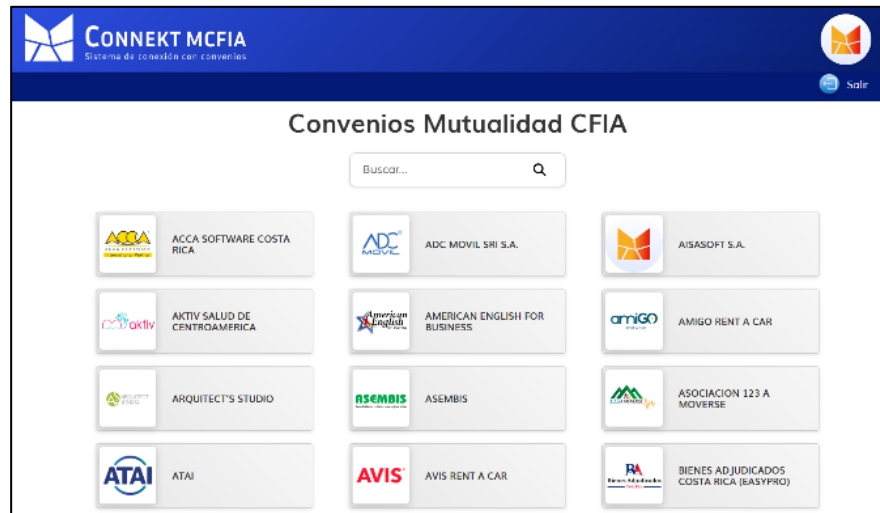 CONNEKT MCFIA
Sistema de conexión con convenios
Salir
Convenios Mutualidad CFIA
Buscar...
ACCA
ACCA SOFTWARE COSTA
RICA
ADC
MOVIL
ADC MOVIL SRI S.A.
AISASOFT S.A.
aktiv
AKTIV SALUD DE
CENTROAMERICA
American
English
AMERICAN ENGLISH FOR
BUSINESS
amiGO
AMIGO RENT A CAR
ARQUITECT'S STUDIO
ASEMBIS
ASEMBIS
ASOCIACION 123 A
MOVERSE
ATAI
ATAI
AVIS
AVIS RENT A CAR
BA
Bienes Adjudicados
BIENES ADJUDICADOS
COSTA RICA (EASYPRO)